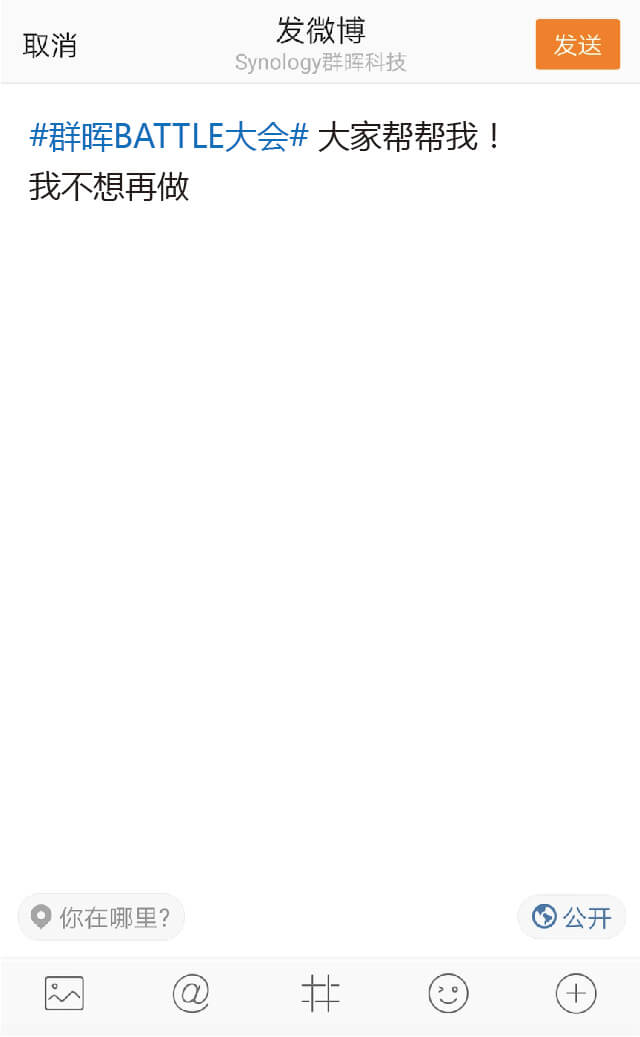 取消
发微博
Synology群晖科技
发送
#群晖BATTLE大会# 大家帮帮我！
我不想再做
你在哪里?
公开